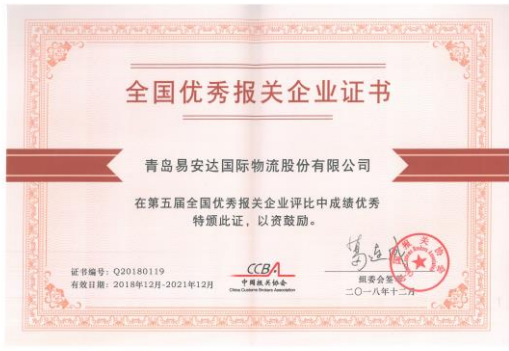 全国优秀报关企业证书
青岛易安达国际物流股份有限公司
在第五届全国优秀报关企业评比中成绩优秀
特颁此证，以资鼓励。
证书编号：Q20180119
有效日期：2018年12月-2021年12月
CCBA
中国报关协会
China Customs Brokers Association
组委会签
二〇一八年十二月